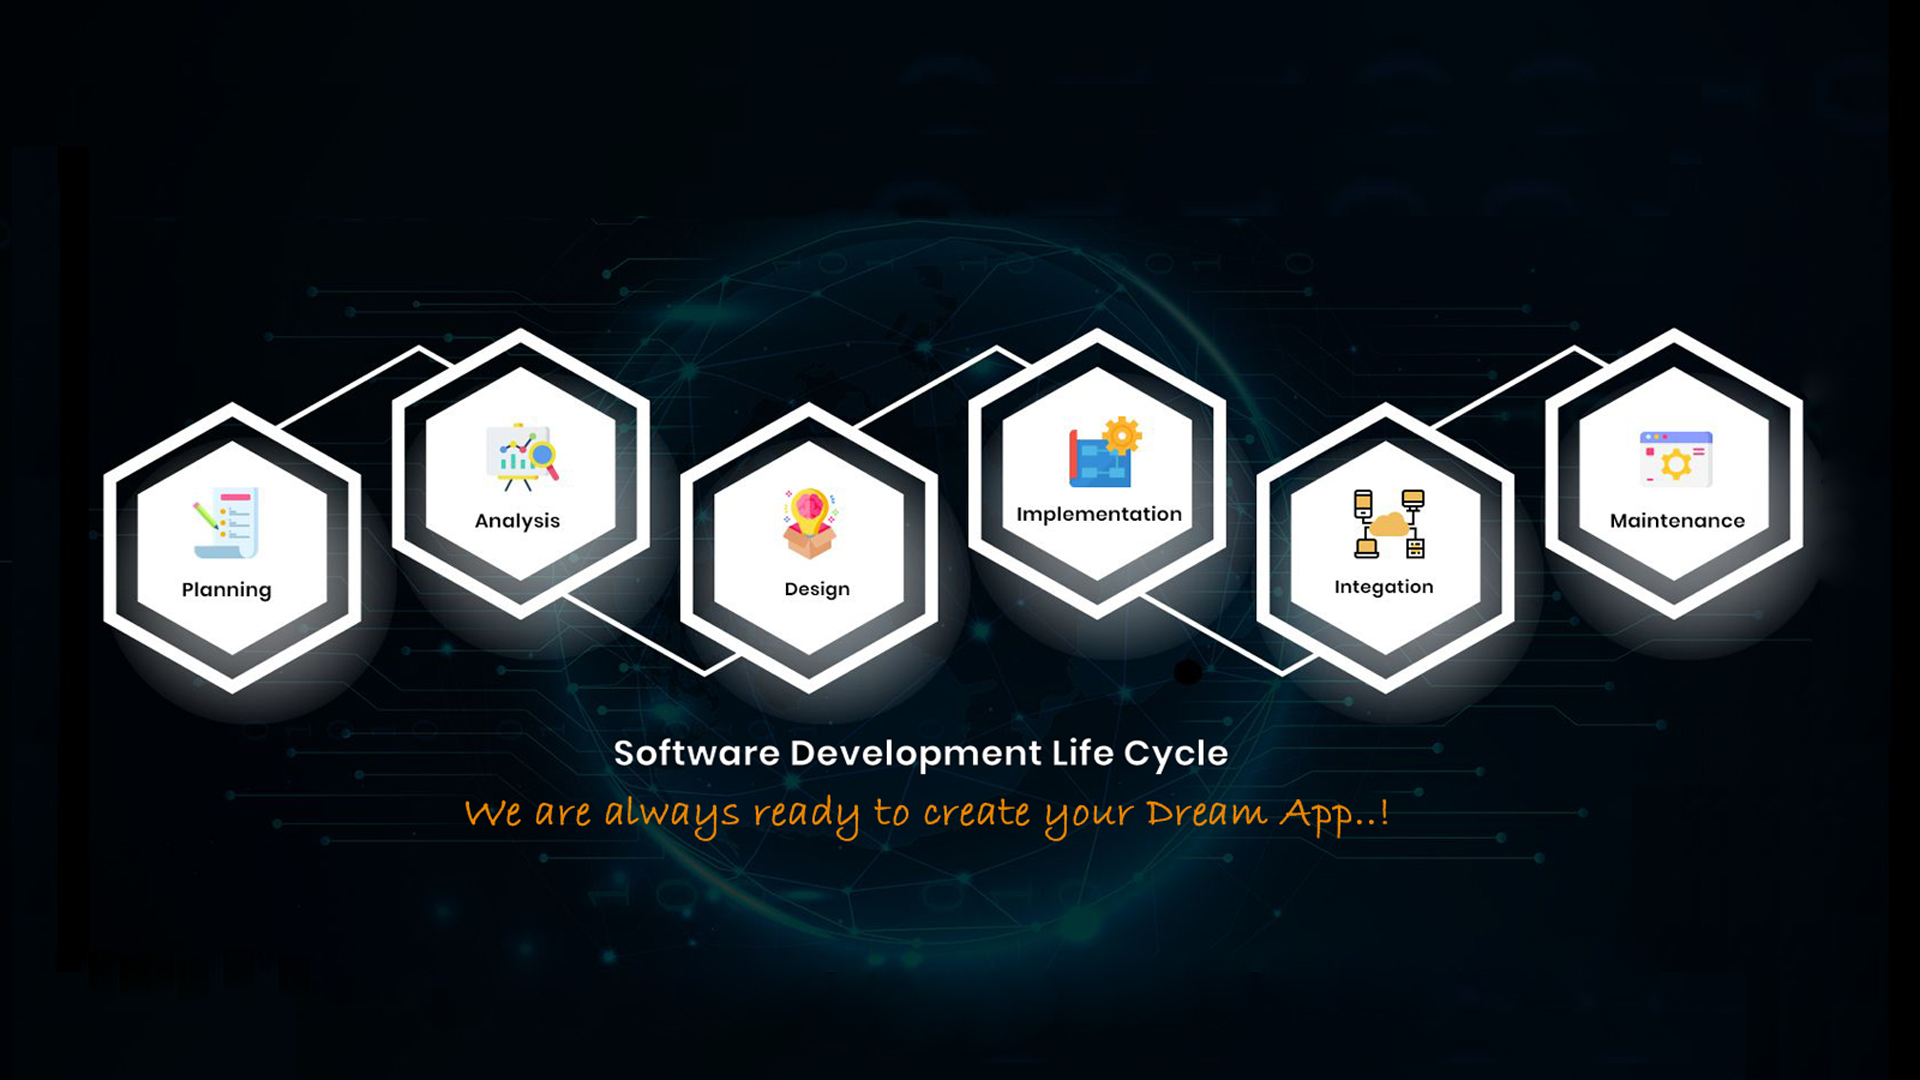 Planning
Analysis
Design
Implementation
Integation
Maintenance
Software Development Life Cycle
We are always ready to create your Dream App..!